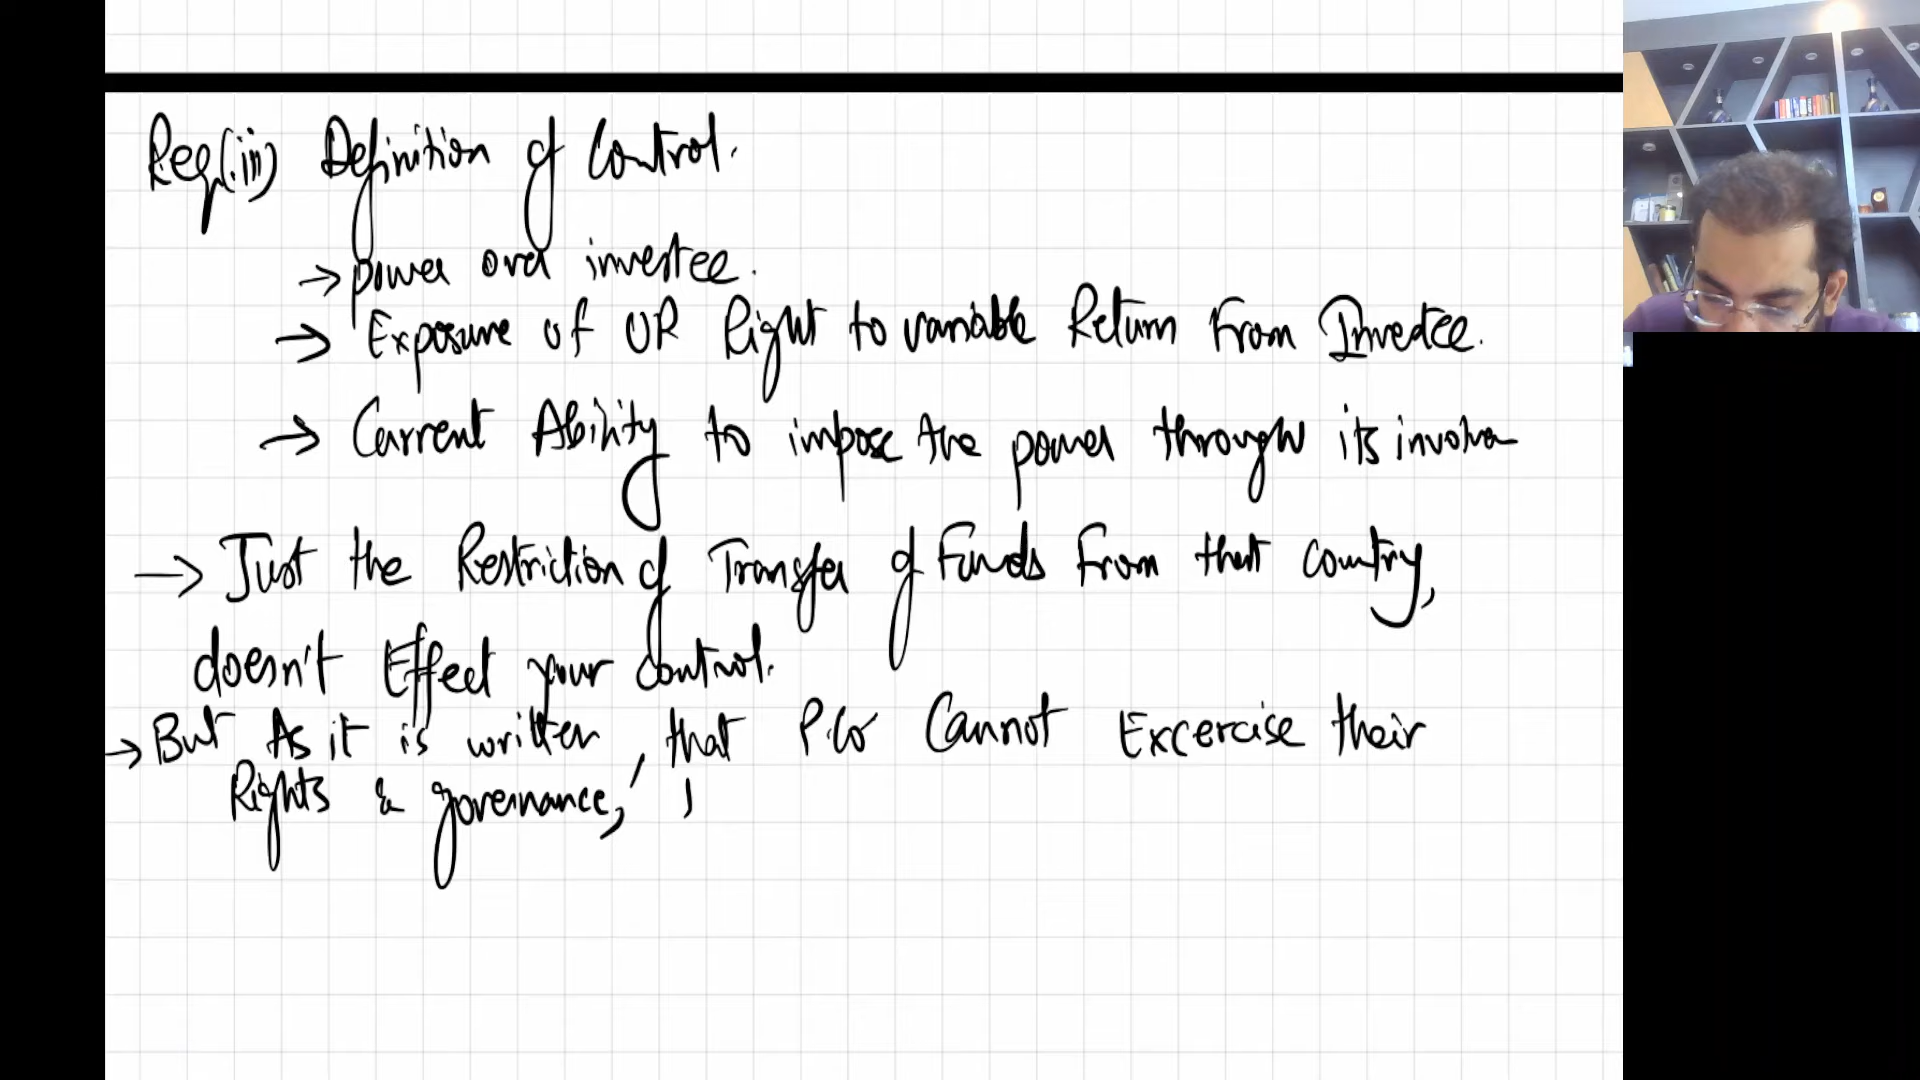 Req(iii) Definition of Control.
→ power over investee.
→ Exposure of OR Right to variable Return From Investee.
→ Current Ability to impose the power through its involve
→ Just the Restriction of Transfer of Funds From that country,
doesn't Effect your control.
→ But As it is written, that P.Co Cannot Excercise their
Rights & governance,